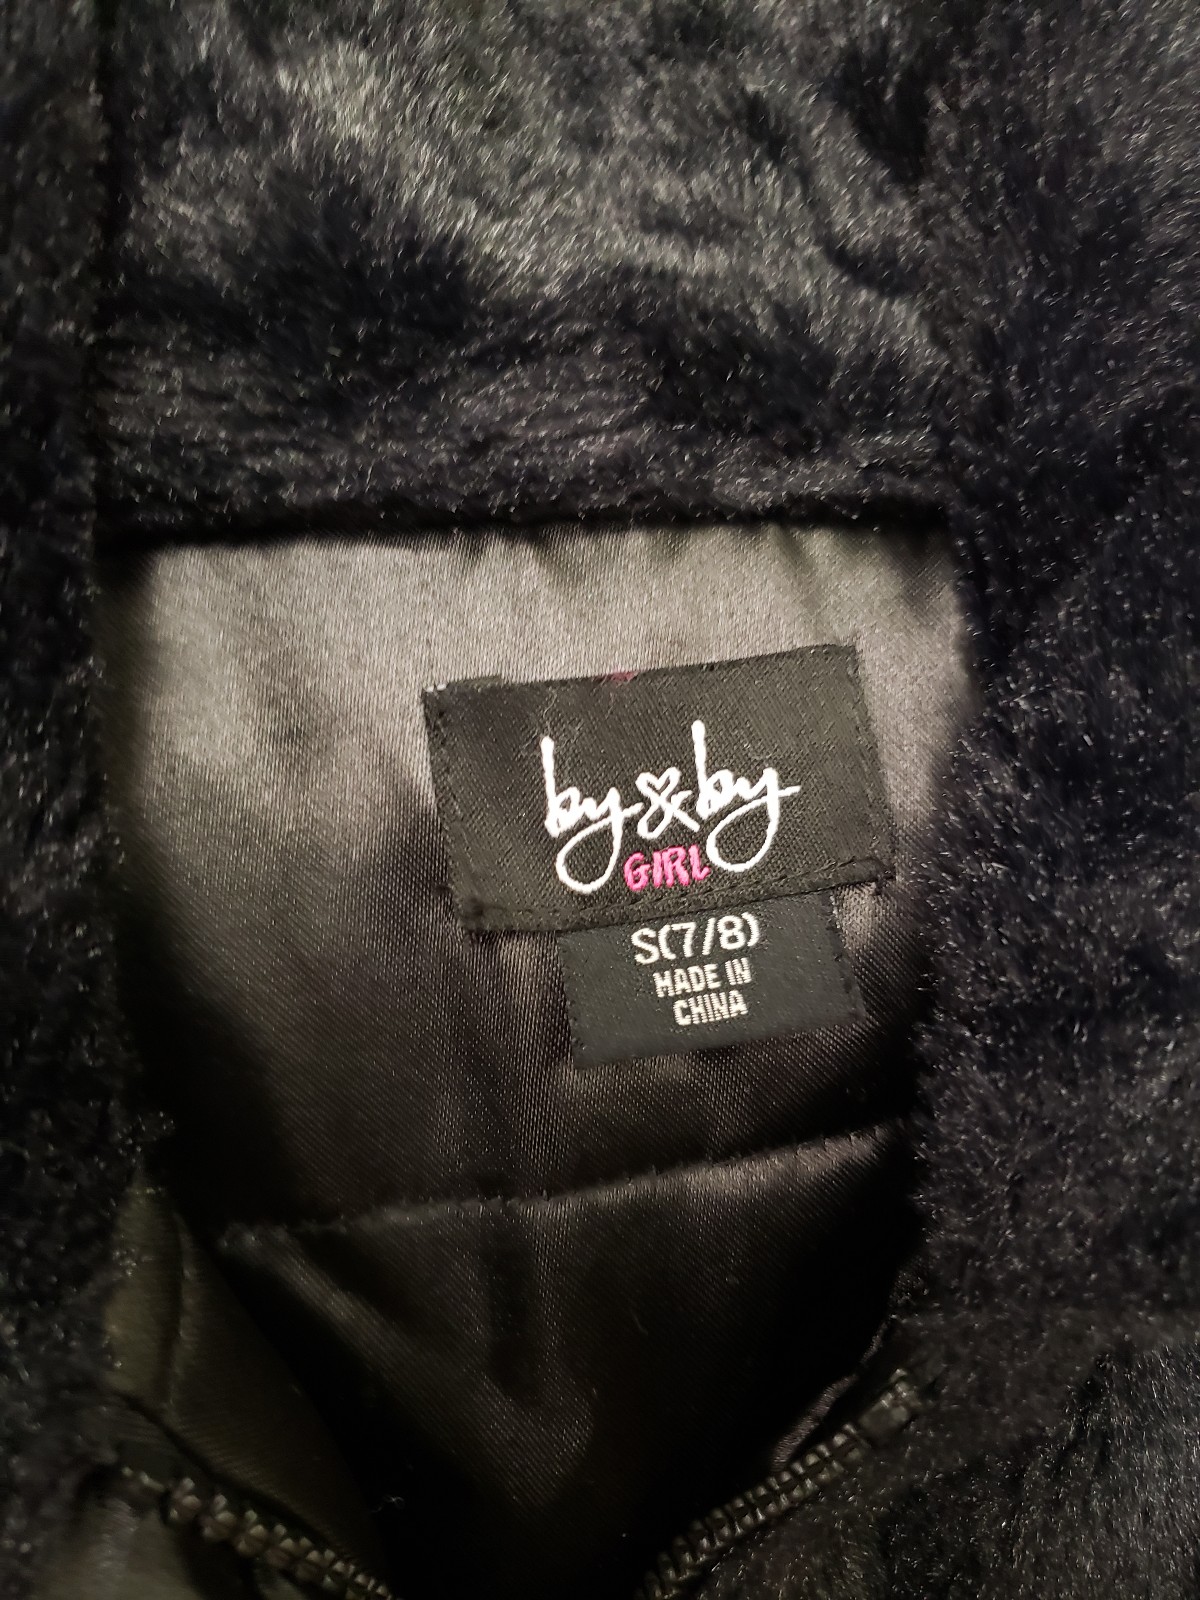 by & by
GIRL
S(7/8)
MADE IN
CHINA